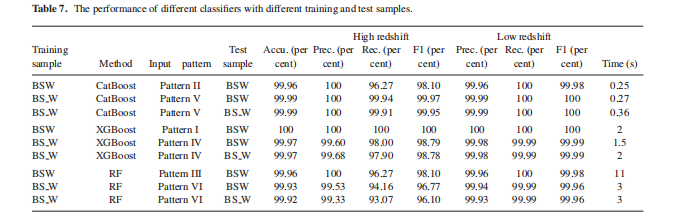 Table 7. The performance of different classifiers with different training and test samples.
High redshift Low redshift
Training Test Accu. (per Prec. (per Rec. (per F1 (per Prec. (per Rec. (per F1 (per
sample Method Input pattern sample cent) cent) cent) cent) cent) cent) cent) Time (s)
BSW CatBoost Pattern II BSW 99.96 100 96.27 98.10 99.96 100 99.98 0.25
BS_W CatBoost Pattern V BSW 99.99 100 99.94 99.97 99.99 100 100 0.27
BS_W CatBoost Pattern V BS_W 99.99 100 99.91 99.95 99.99 100 100 0.36
BSW XGBoost Pattern I BSW 100 100 100 100 100 100 100 2
BS_W XGBoost Pattern IV BSW 99.97 99.60 98.00 98.79 99.98 99.99 99.99 1.5
BS_W XGBoost Pattern IV BS_W 99.97 99.68 97.90 98.78 99.98 99.99 99.99 2
BSW RF Pattern III BSW 99.96 100 96.27 98.10 99.96 100 99.98 11
BS_W RF Pattern VI BSW 99.93 99.53 94.16 96.77 99.94 99.99 99.96 3
BS_W RF Pattern VI BS_W 99.92 99.33 93.07 96.10 99.93 99.99 99.96 3